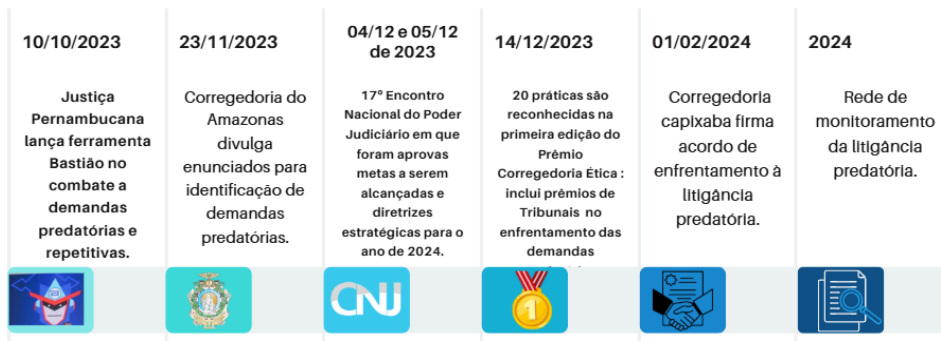 10/10/2023
Justiça
Pernambucana
lança ferramenta
Bastião no
combate a
demandas
predatórias e
repetitivas.
23/11/2023
Corregedoria do
Amazonas
divulga
enunciados para
identificação de
demandas
predatórias.
04/12 e 05/12
de 2023
17º Encontro
Nacional do Poder
Judiciário em que
foram aprovas
metas a serem
alcançadas e
diretrizes
estratégicas para o
ano de 2024.
CNJ
14/12/2023
20 práticas são
reconhecidas na
primeira edição do
Prêmio
Corregedoria Ética :
inclui prêmios de
Tribunais no
enfrentamento das
demandas
1
01/02/2024
Corregedoria
capixaba firma
acordo de
enfrentamento à
litigância
predatória.
2024
Rede de
monitoramento
da litigância
predatória.